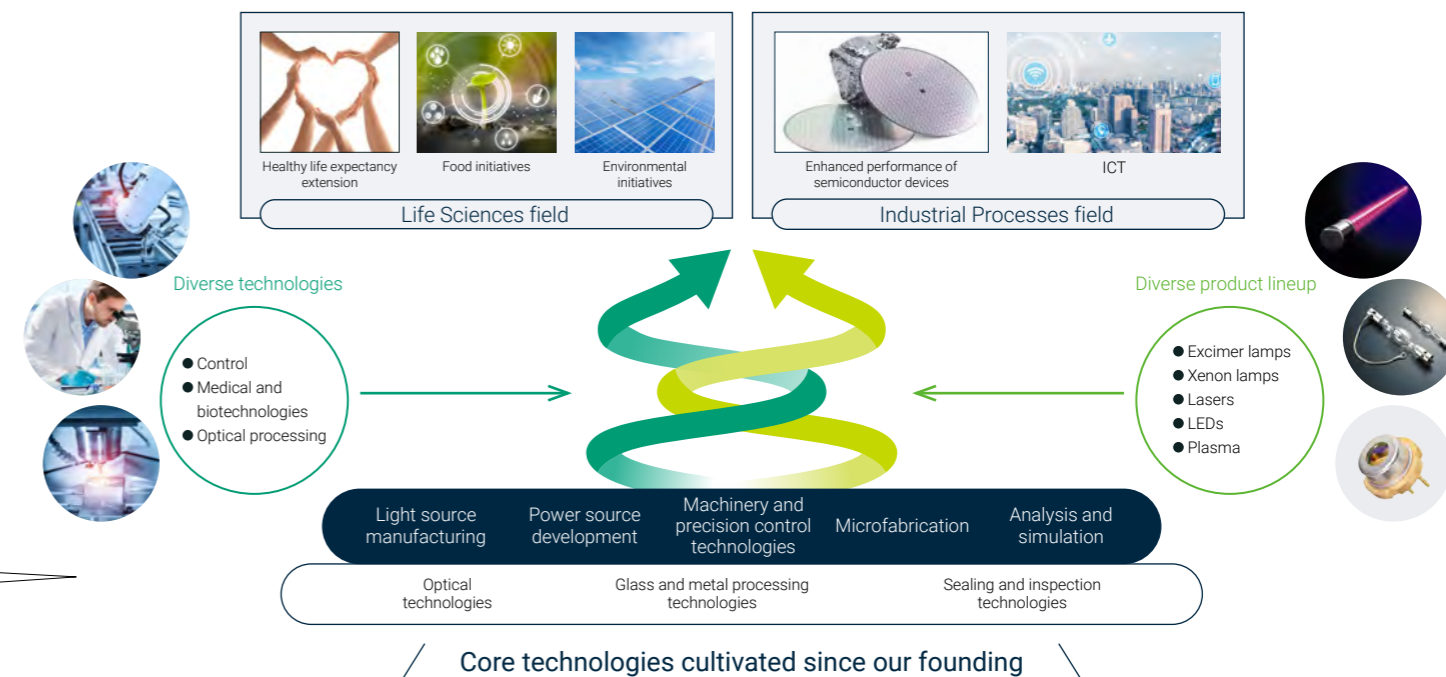 Healthy life expectancy
extension
Food initiatives
Environmental
initiatives
Life Sciences field
Enhanced performance of
semiconductor devices
ICT
Industrial Processes field
Diverse technologies
● Control
● Medical and
biotechnologies
● Optical processing
Diverse product lineup
● Excimer lamps
● Xenon lamps
● Lasers
● LEDs
● Plasma
Light source
manufacturing
Power source
development
Machinery and
precision control
technologies
Microfabrication
Analysis and
simulation
Optical
technologies
Glass and metal processing
technologies
Sealing and inspection
technologies
Core technologies cultivated since our founding